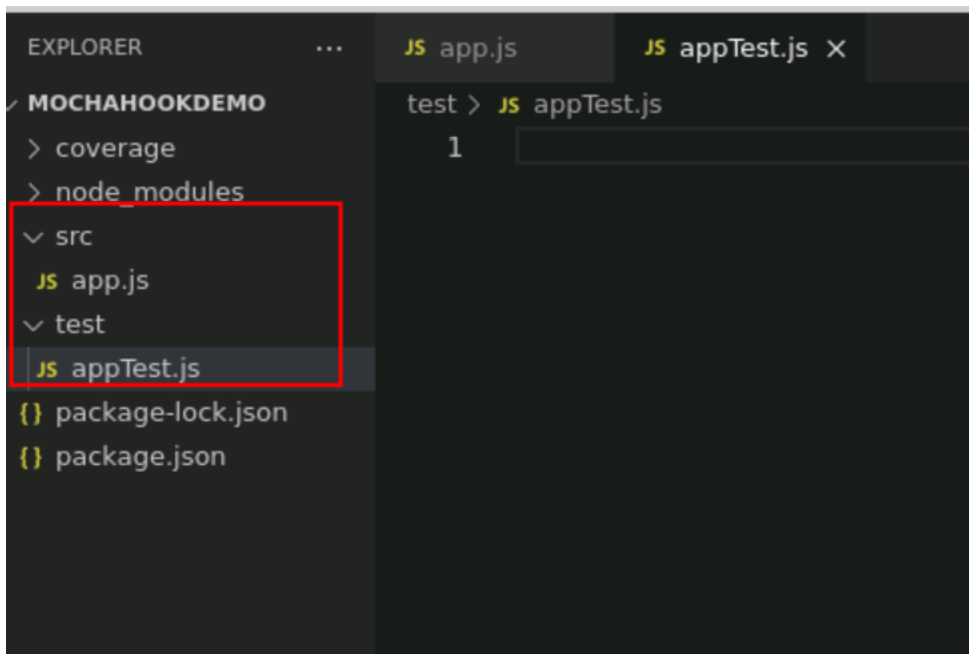 EXPLORER ...
MOCHAHOOKDEMO
coverage
node_modules
src
JS app.js
test
JS appTest.js
{} package-lock.json
{} package.json
JS app.js JS appTest.js ×
test > JS appTest.js
1